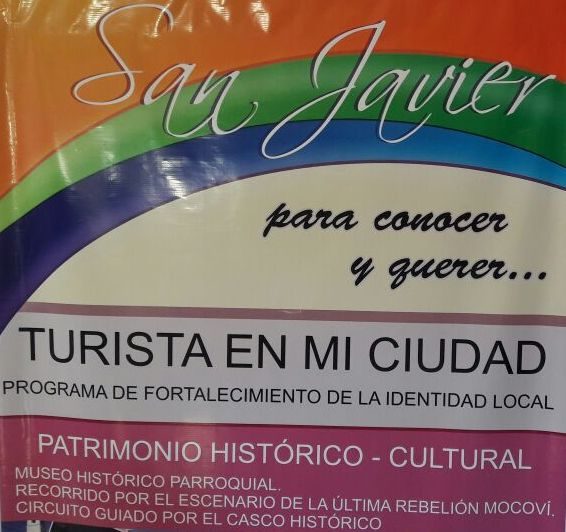 San Javier
para conocer
y querer...
TURISTA EN MI CIUDAD
PROGRAMA DE FORTALECIMIENTO DE LA IDENTIDAD LOCAL
PATRIMONIO HISTÓRICO - CULTURAL
MUSEO HISTÓRICO PARROQUIAL.
RECORRIDO POR EL ESCENARIO DE LA ÚLTIMA REBELIÓN MOCOVÍ.
CIRCUITO GUIADO POR EL CASCO HISTÓRICO